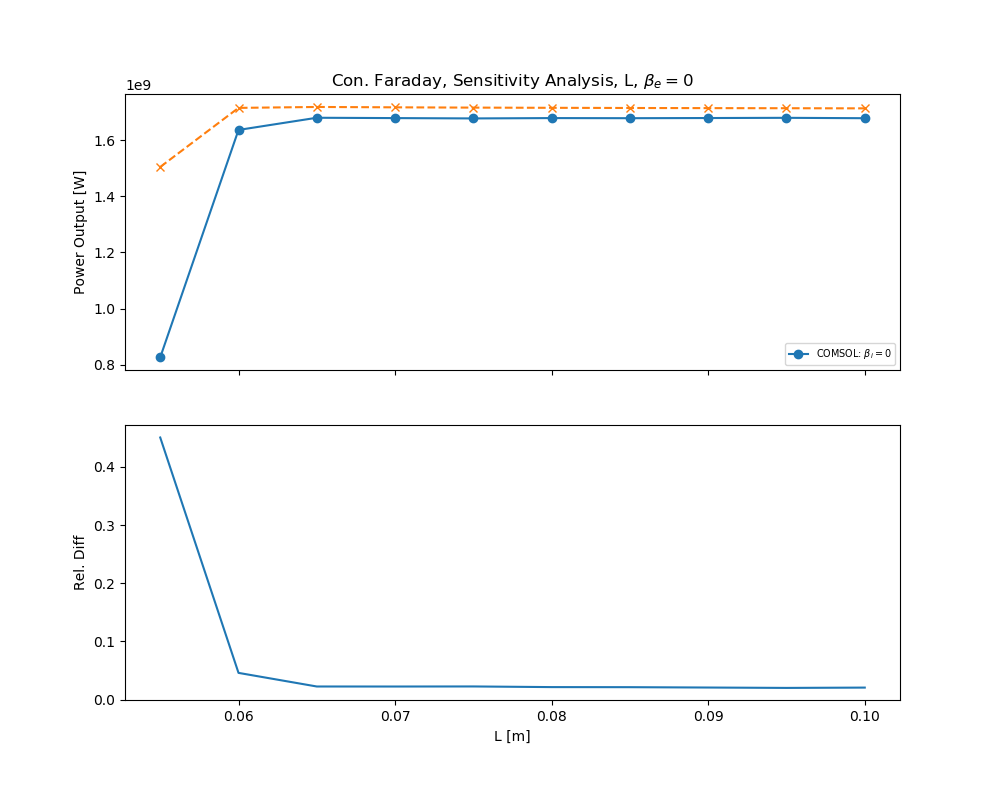 Con. Faraday, Sensitivity Analysis, L, βₑ = 0
1e9
Power Output [W]
1.6
1.4
1.2
1.0
0.8
COMSOL: βᵢ = 0
Rel. Diff
0.4
0.3
0.2
0.1
0.0
0.06 0.07 0.08 0.09 0.10
L [m]